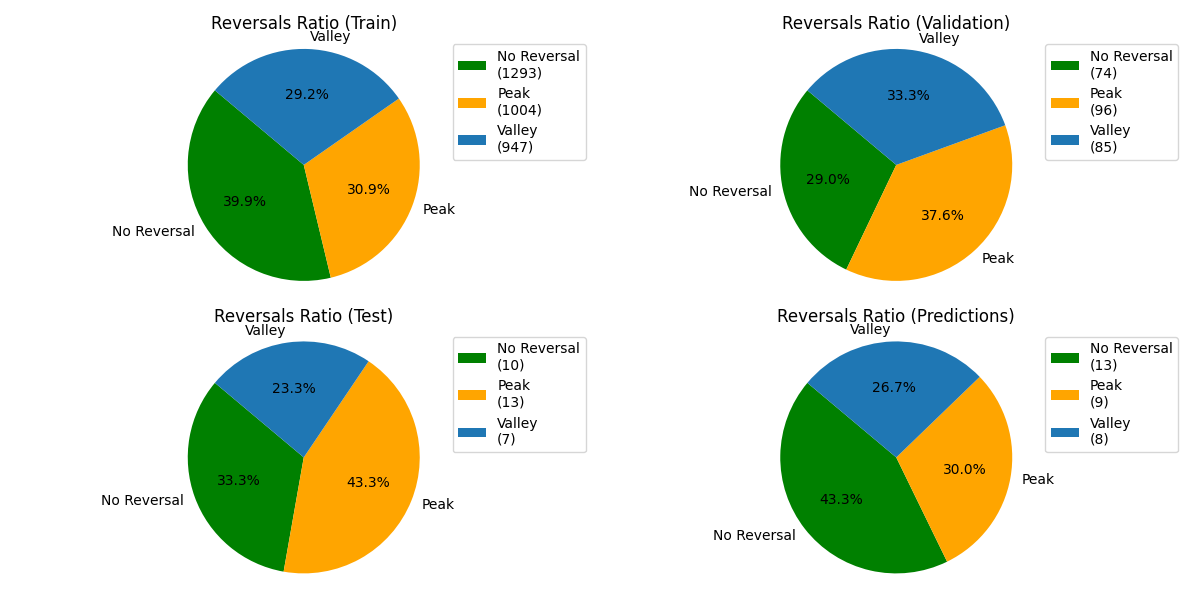 Reversals Ratio (Train)
Valley
29.2%
39.9%
30.9%
No Reversal
Peak
No Reversal
(1293)
Peak
(1004)
Valley
(947)
Reversals Ratio (Validation)
Valley
33.3%
29.0%
No Reversal
37.6%
Peak
No Reversal
(74)
Peak
(96)
Valley
(85)
Reversals Ratio (Test)
Valley
23.3%
33.3%
43.3%
No Reversal
Peak
No Reversal
(10)
Peak
(13)
Valley
(7)
Reversals Ratio (Predictions)
Valley
26.7%
30.0%
Peak
43.3%
No Reversal
No Reversal
(13)
Peak
(9)
Valley
(8)